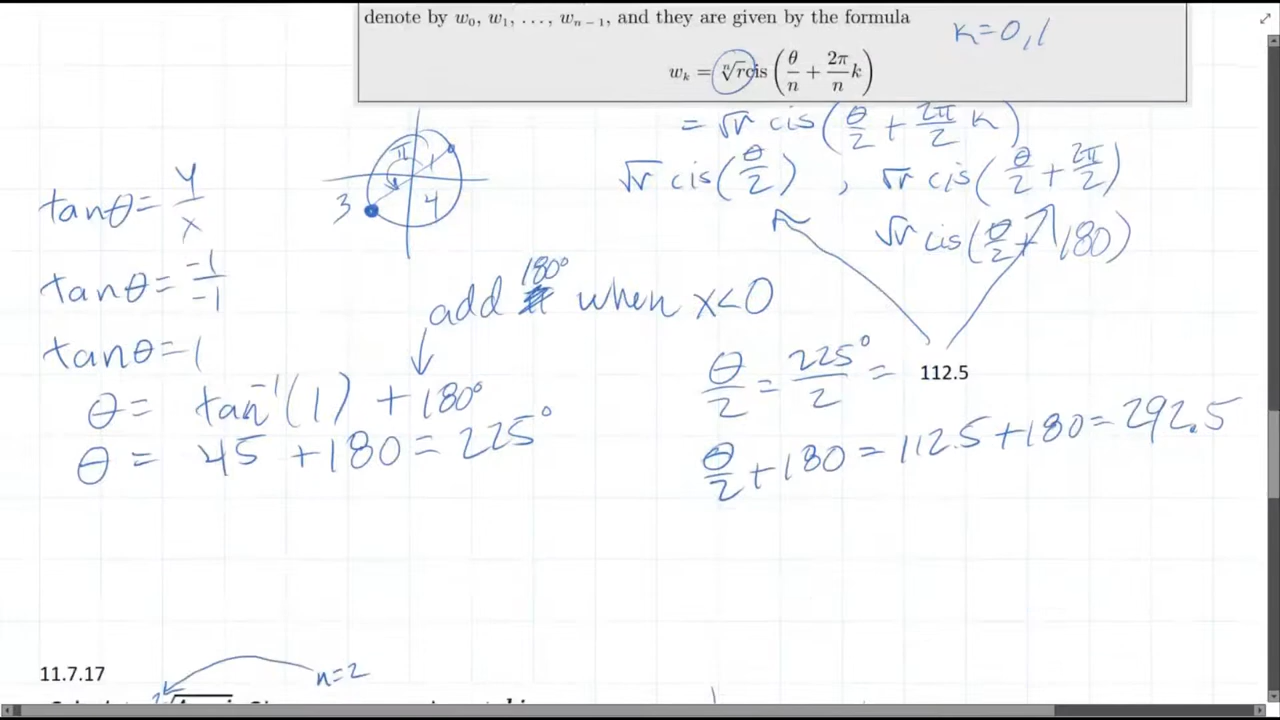 denote by w₀, w₁, …, wₙ₋₁, and they are given by the formula
k=0,1
wₖ = ⁿ√r cis(θ/n + 2π/n k)
= √r cis(θ/2 + 2π/2 k)
√r cis(θ/2) , √r cis(θ/2 + 2π/2)
√r cis(θ/2 + 180)
π 1
3 4
tanθ = y/x
tanθ = -1/-1
add 180° when x<0
tanθ = 1
θ = tan⁻¹(1) + 180°
θ = 45 + 180 = 225°
θ/2 = 225°/2 = 112.5
θ/2 + 180 = 112.5 + 180 = 292.5
11.7.17
n=2